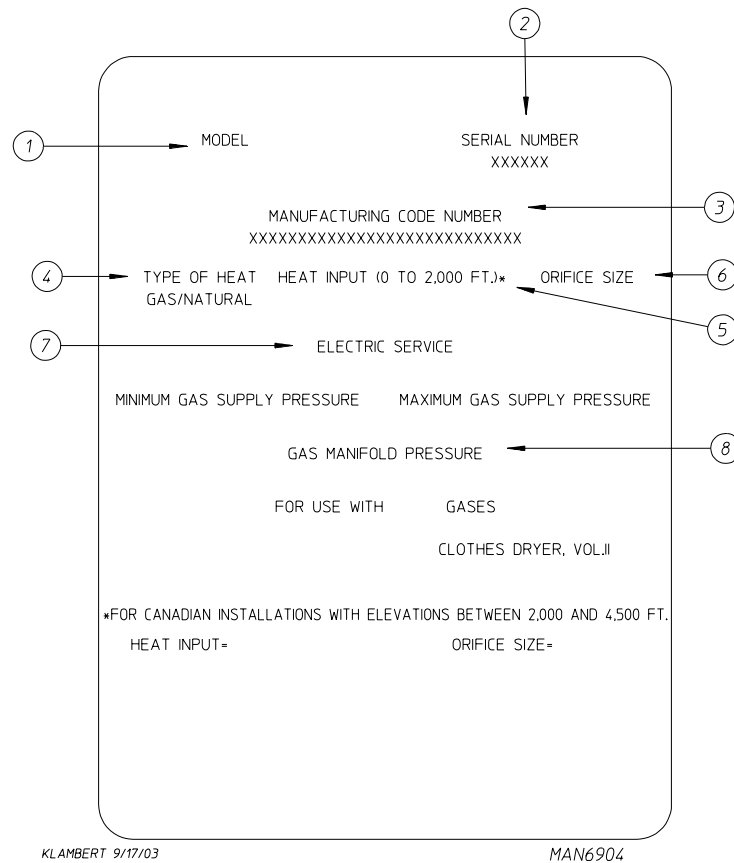 2
1
MODEL SERIAL NUMBER
XXXXXX
3
MANUFACTURING CODE NUMBER
XXXXXXXXXXXXXXXXXXXXXXXXXXXX
4
TYPE OF HEAT HEAT INPUT (0 TO 2,000 FT.)* ORIFICE SIZE
6
GAS/NATURAL
5
7
ELECTRIC SERVICE
MINIMUM GAS SUPPLY PRESSURE MAXIMUM GAS SUPPLY PRESSURE
GAS MANIFOLD PRESSURE
8
FOR USE WITH GASES
CLOTHES DRYER, VOL.II
*FOR CANADIAN INSTALLATIONS WITH ELEVATIONS BETWEEN 2,000 AND 4,500 FT.
HEAT INPUT= ORIFICE SIZE=
KLAMBERT 9/17/03 MAN6904